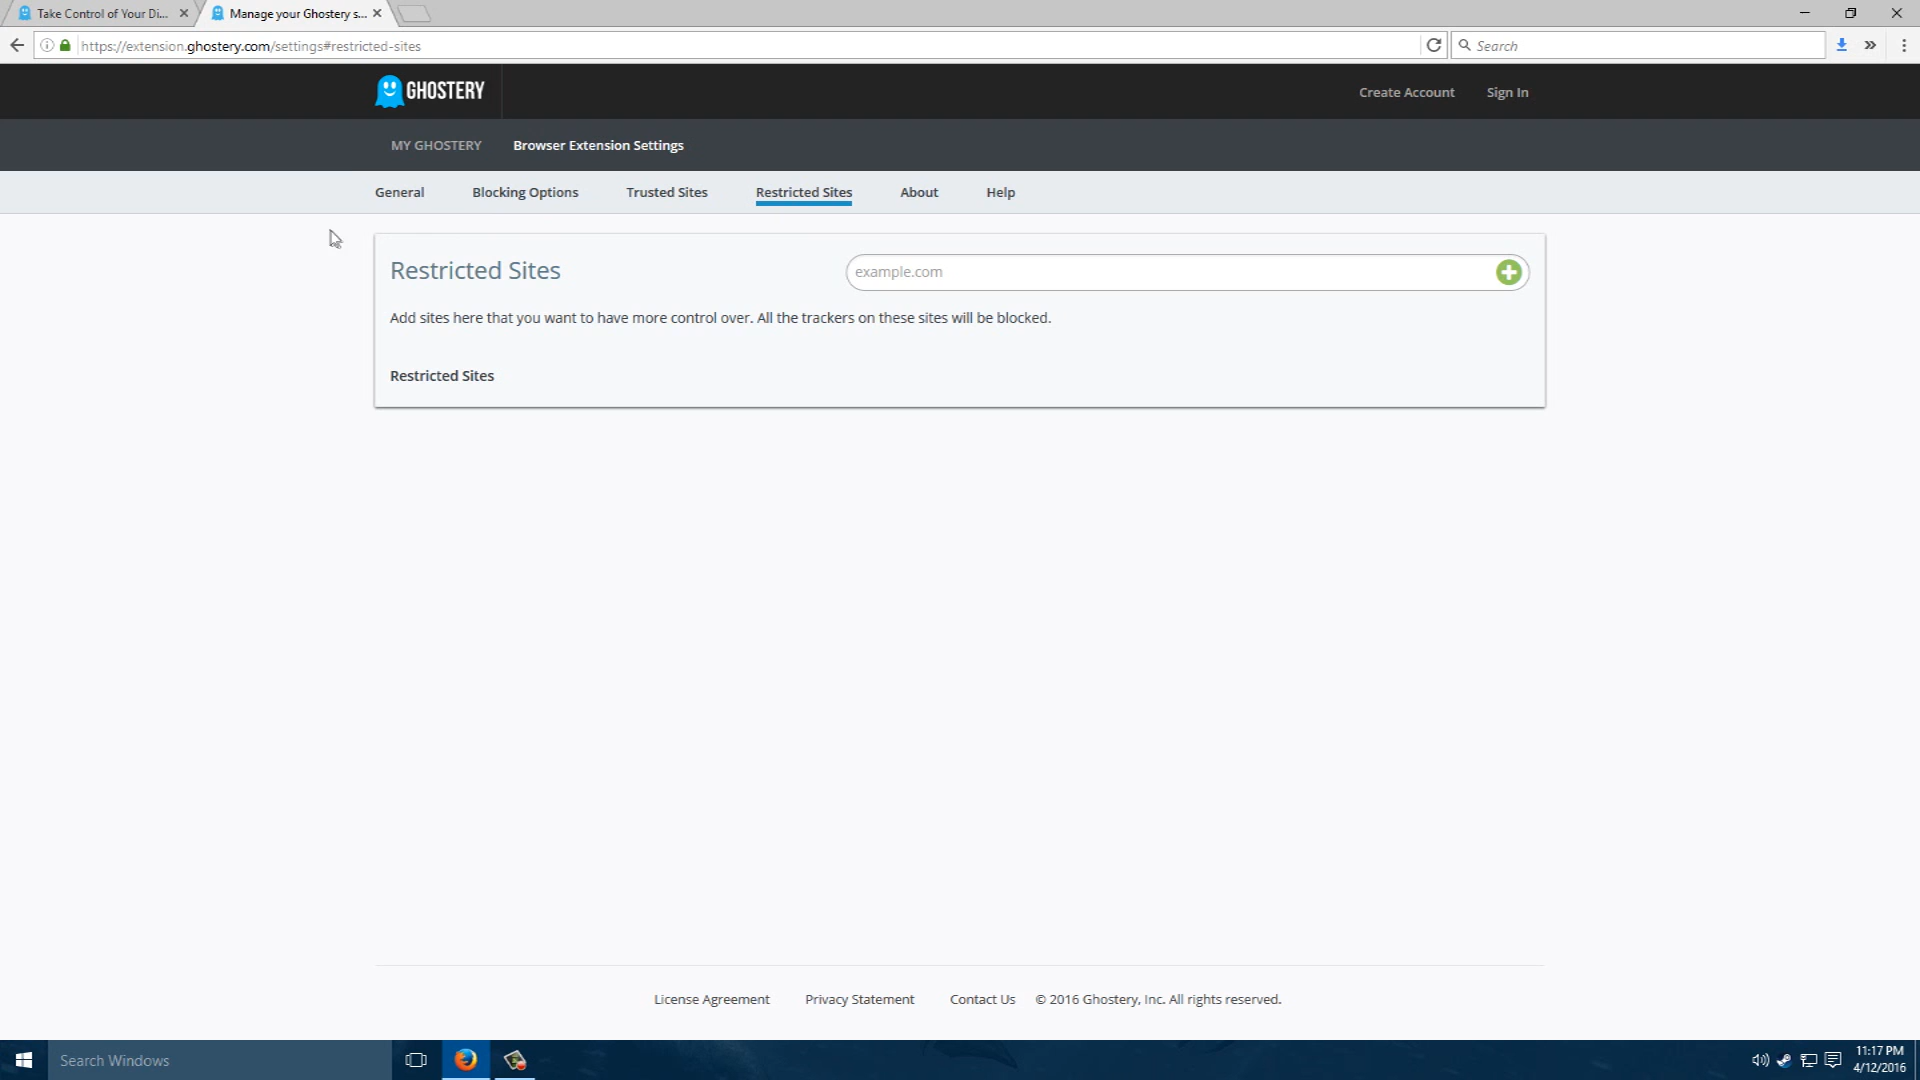 Take Control of Your Di...
Manage your Ghostery s...
https://extension.ghostery.com/settings#restricted-sites
Search
GHOSTERY
Create Account
Sign In
MY GHOSTERY
Browser Extension Settings
General
Blocking Options
Trusted Sites
Restricted Sites
About
Help
Restricted Sites
example.com
Add sites here that you want to have more control over. All the trackers on these sites will be blocked.
Restricted Sites
License Agreement
Privacy Statement
Contact Us
© 2016 Ghostery, Inc. All rights reserved.
Search Windows
11:17 PM
4/12/2016